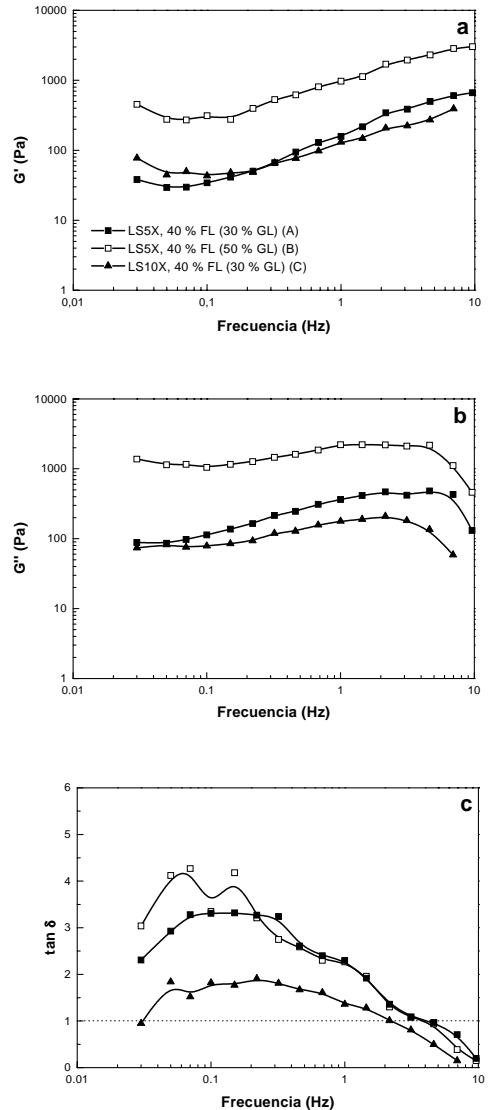 a
10000
1000
100
10
1
G' (Pa)
LS5X, 40 % FL (30 % GL) (A)
LS5X, 40 % FL (50 % GL) (B)
LS10X, 40 % FL (30 % GL) (C)
0,01 0,1 1 10
Frecuencia (Hz)
b
10000
1000
100
10
1
G'' (Pa)
0.01 0.1 1 10
Frecuencia (Hz)
c
6
5
4
3
2
1
0
tan δ
0.01 0.1 1 10
Frecuencia (Hz)